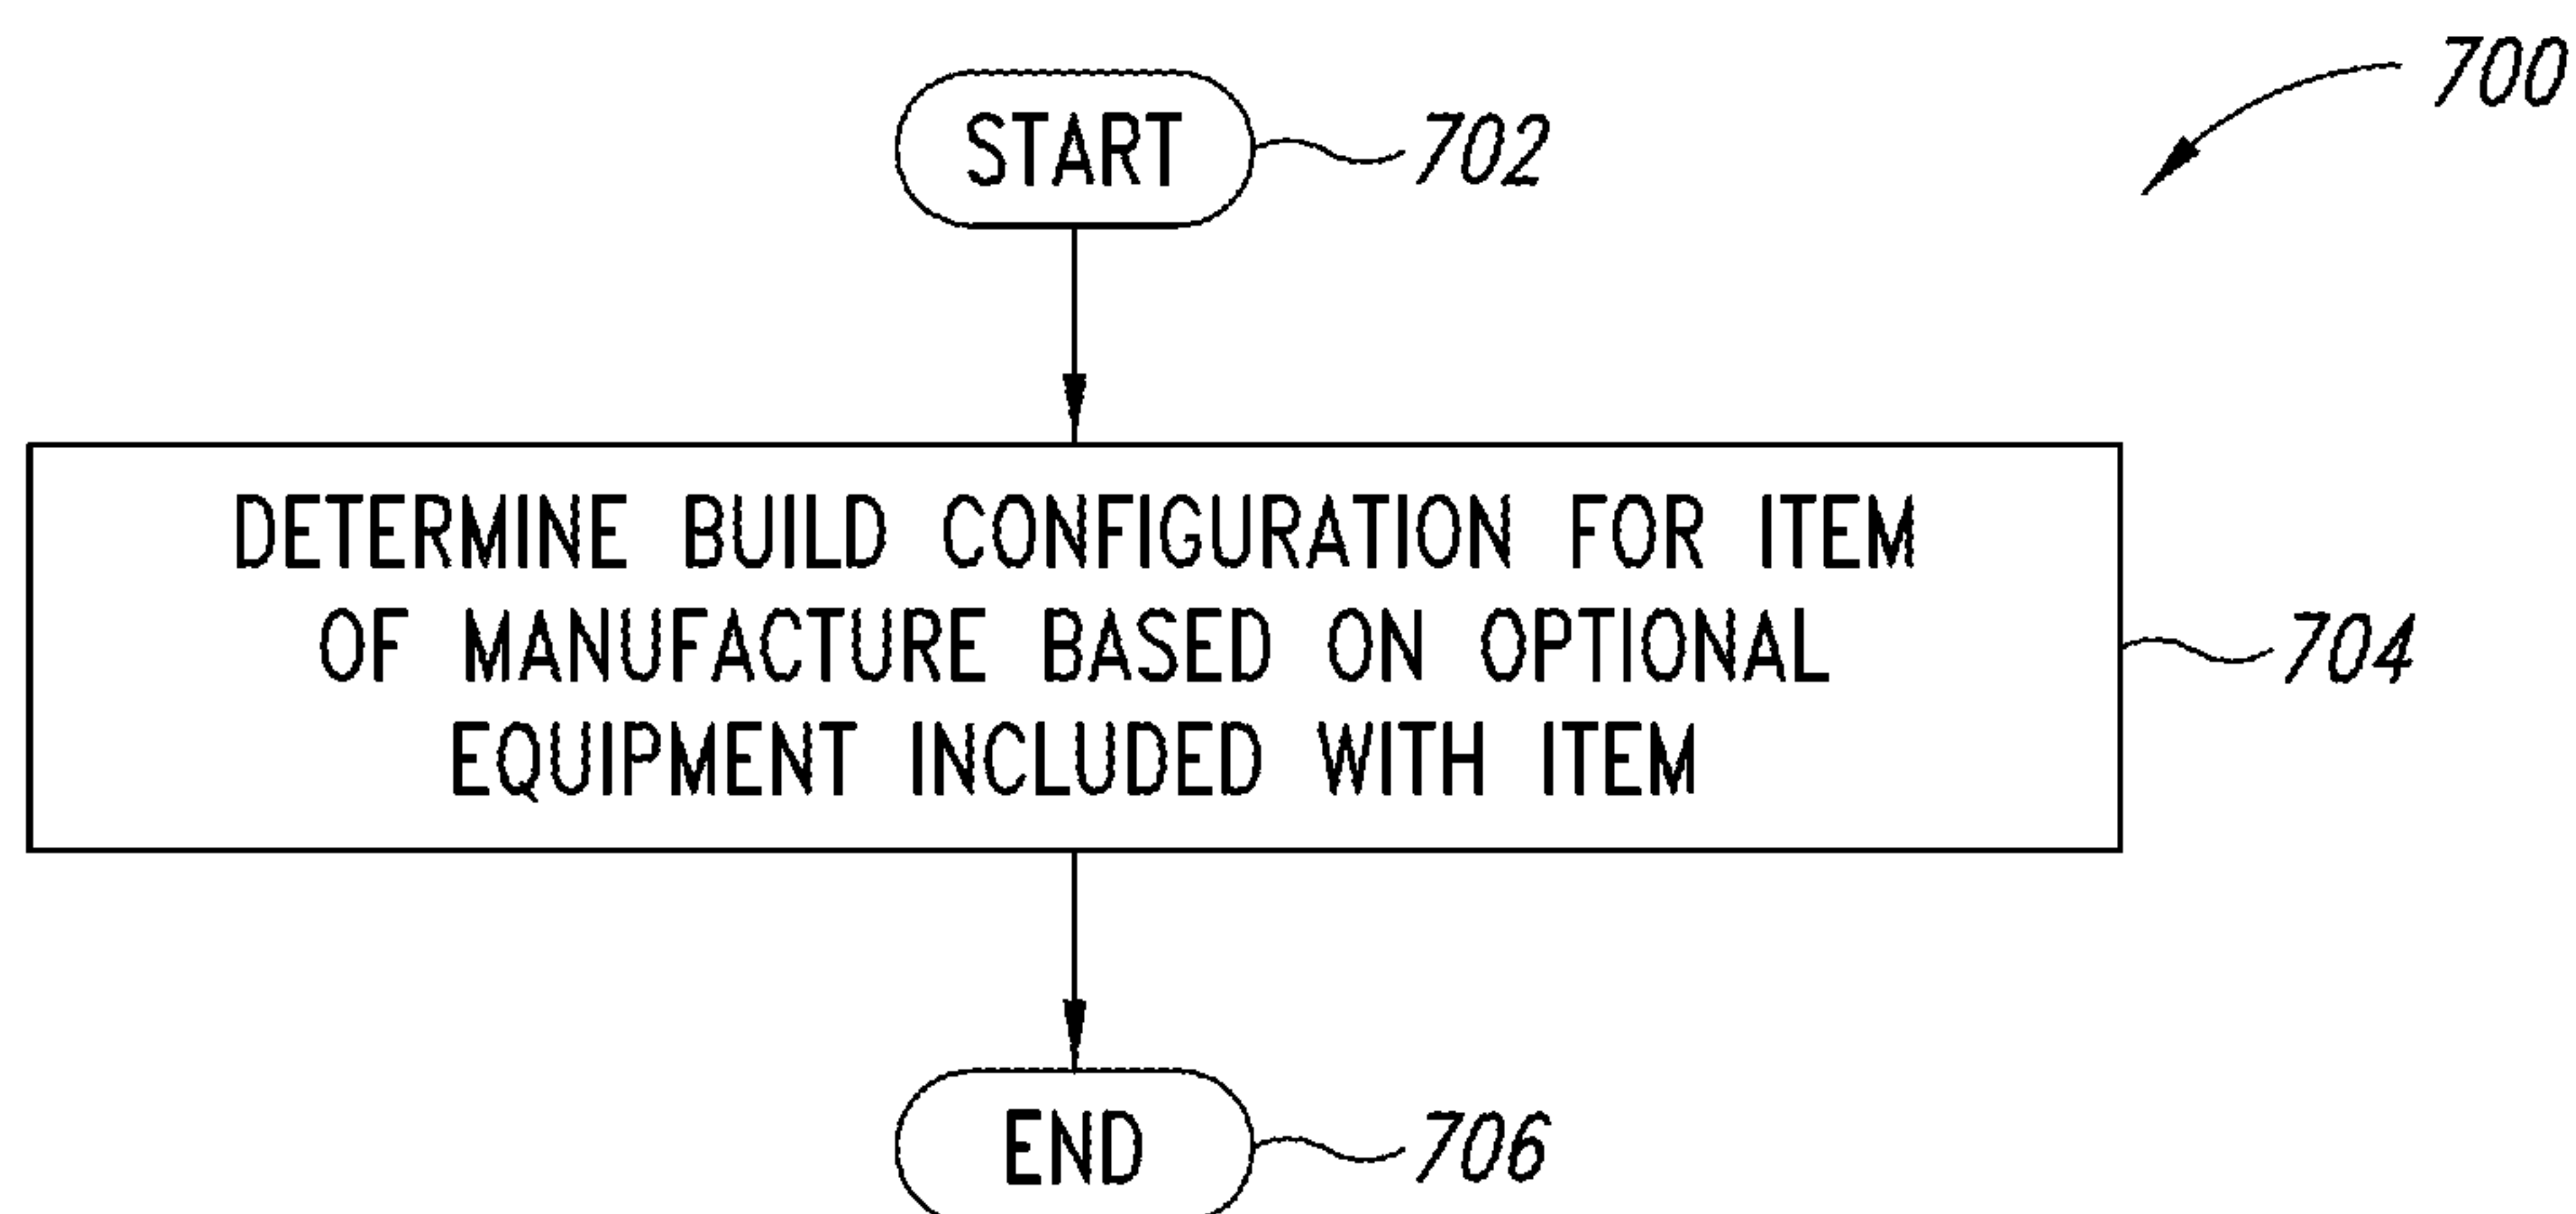 700
START 702
DETERMINE BUILD CONFIGURATION FOR ITEM
OF MANUFACTURE BASED ON OPTIONAL
EQUIPMENT INCLUDED WITH ITEM
704
END 706